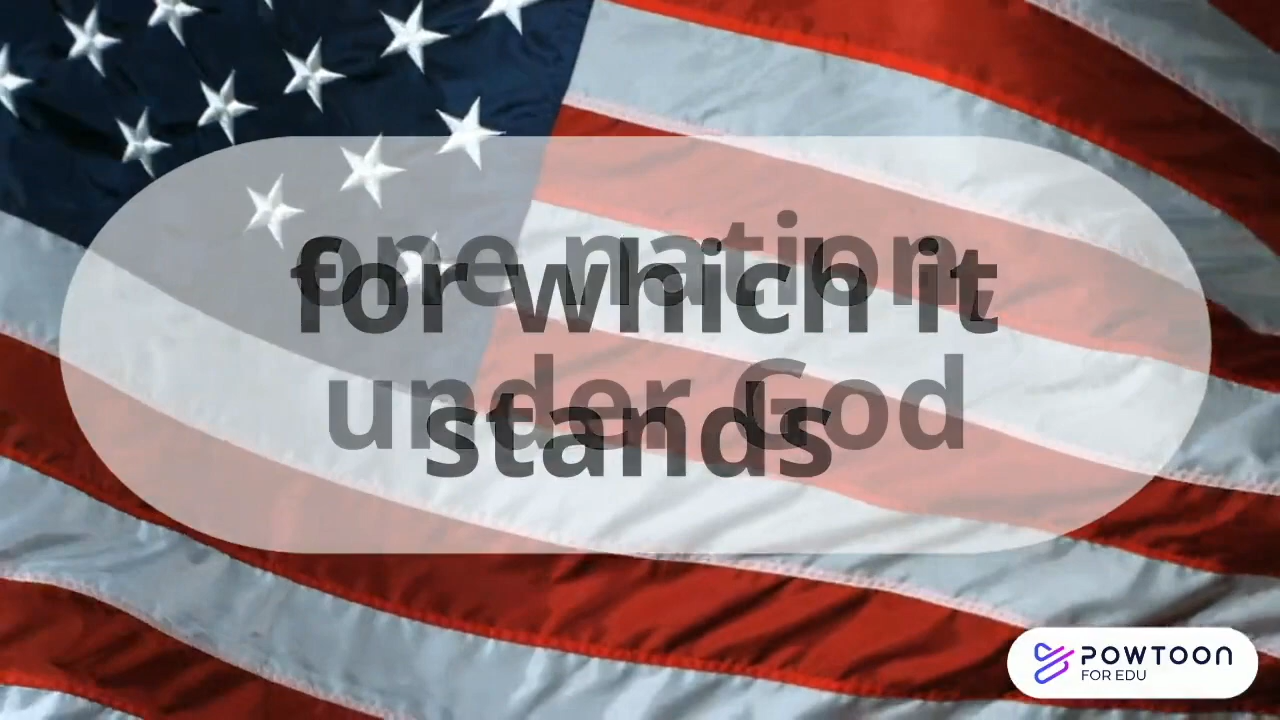 for which it
stands
one nation
under God
POWTOON
FOR EDU